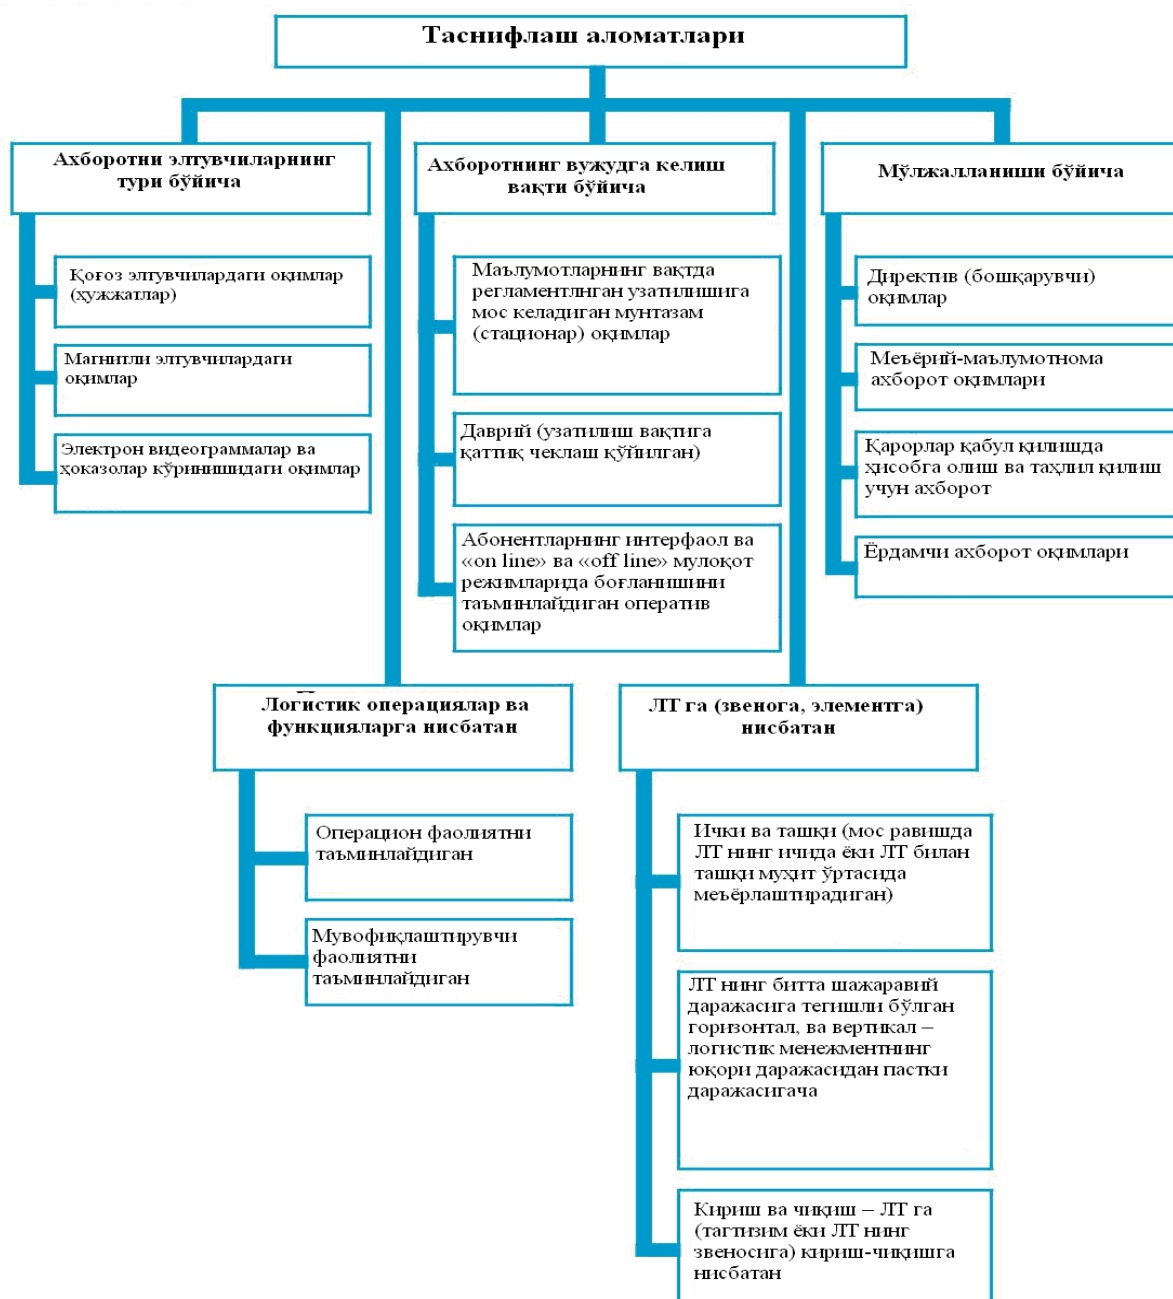 Таснифлаш аломатлари
Ахборотни элтувчиларнинг
тури бўйича
Қоғоз элтувчилардаги оқимлар
(ҳужжатлар)
Магнитли элтувчилардаги
оқимлар
Электрон видеограммалар ва
ҳоказолар кўринишидаги оқимлар
Ахборотнинг вужудга келиш
вақти бўйича
Маълумотларнинг вақтда
регламентлнган узатилишига
мос келадиган мунтазам
(стационар) оқимлар
Даврий (узатилиш вақтига
қаттиқ чеклаш қўйилган)
Абонентларнинг интерфаол ва
«on line» ва «off line» мулоқот
режимларида боғланишини
таъминлайдиган оператив
оқимлар
Мўлжалланиши бўйича
Директив (бошқарувчи)
оқимлар
Меъёрий-маълумотнома
ахборот оқимлари
Қарорлар қабул қилишда
ҳисобга олиш ва таҳлил қилиш
учун ахборот
Ёрдамчи ахборот оқимлари
Логистик операциялар ва
функцияларга нисбатан
Операцион фаолиятни
таъминлайдиган
Мувофиқлаштирувчи
фаолиятни
таъминлайдиган
ЛТ га (звенога, элементга)
нисбатан
Ички ва ташқи (мос равишда
ЛТ нинг ичида ёки ЛТ билан
ташқи муҳит ўртасида
меъёрлаштирадиган)
ЛТ нинг битта шажаравий
даражасига тегишли бўлган
горизонтал, ва вертикал –
логистик менежментнинг
юқори даражасидан пастки
даражасигача
Кириш ва чиқиш – ЛТ га
(тагтизим ёки ЛТ нинг
звеносига) кириш-чиқишга
нисбатан